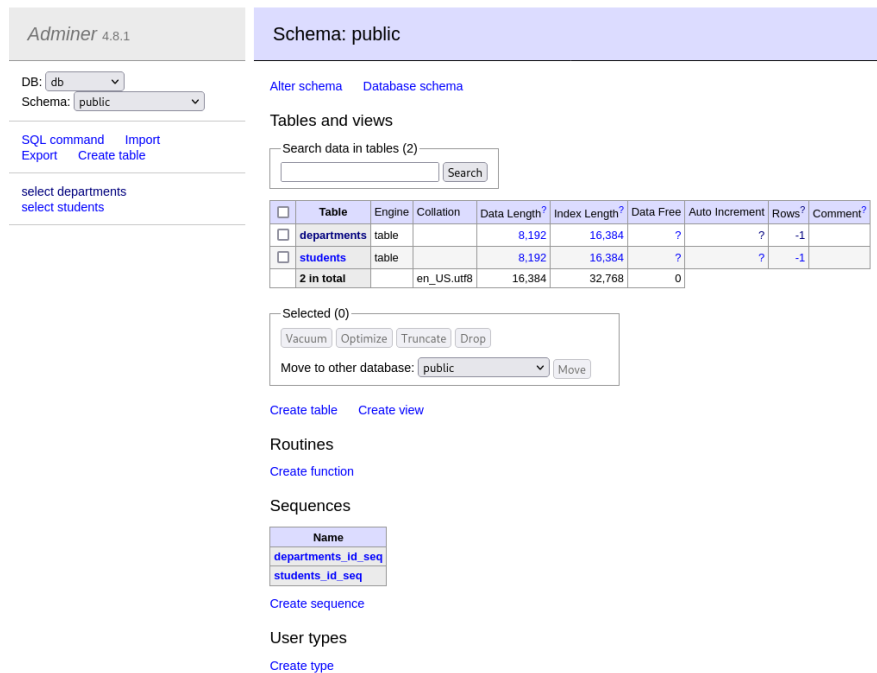 Adminer 4.8.1
DB: db
Schema: public
SQL command Import
Export Create table
select departments
select students
Schema: public
Alter schema Database schema
Tables and views
Search data in tables (2)
Search
Table Engine Collation Data Length? Index Length? Data Free Auto Increment Rows? Comment?
departments table 8,192 16,384 ? ? -1
students table 8,192 16,384 ? ? -1
2 in total en_US.utf8 16,384 32,768 0
Selected (0)
Vacuum Optimize Truncate Drop
Move to other database: public Move
Create table Create view
Routines
Create function
Sequences
Name
departments_id_seq
students_id_seq
Create sequence
User types
Create type